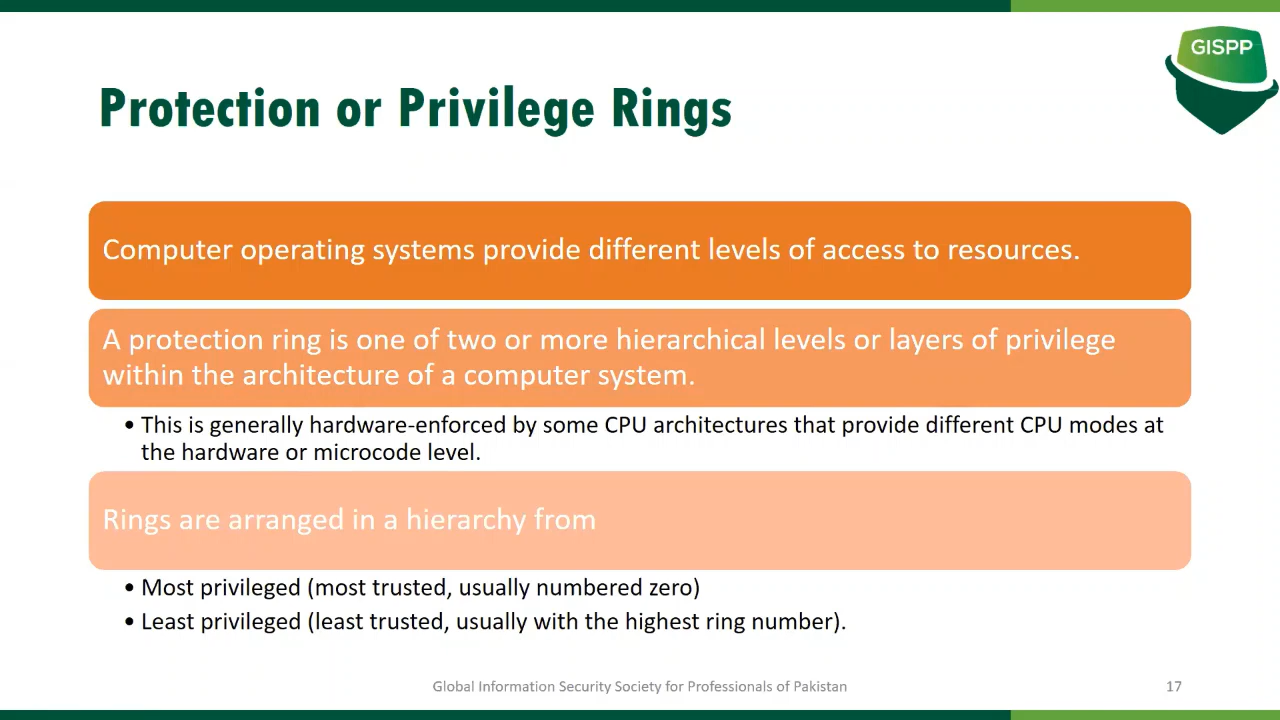 GISPP
Protection or Privilege Rings
Computer operating systems provide different levels of access to resources.
A protection ring is one of two or more hierarchical levels or layers of privilege
within the architecture of a computer system.
• This is generally hardware-enforced by some CPU architectures that provide different CPU modes at
the hardware or microcode level.
Rings are arranged in a hierarchy from
• Most privileged (most trusted, usually numbered zero)
• Least privileged (least trusted, usually with the highest ring number).
Global Information Security Society for Professionals of Pakistan
17